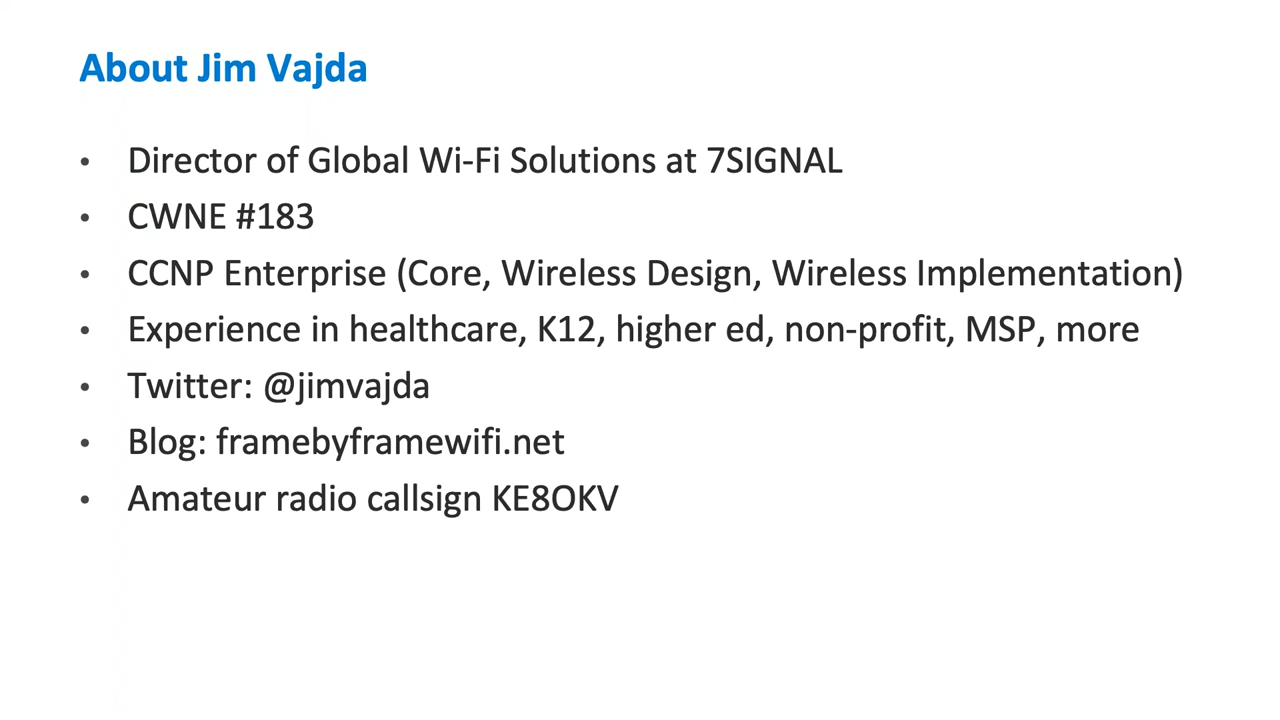 About Jim Vajda
• Director of Global Wi-Fi Solutions at 7SIGNAL
• CWNE #183
• CCNP Enterprise (Core, Wireless Design, Wireless Implementation)
• Experience in healthcare, K12, higher ed, non-profit, MSP, more
• Twitter: @jimvajda
• Blog: framebyframewifi.net
• Amateur radio callsign KE8OKV